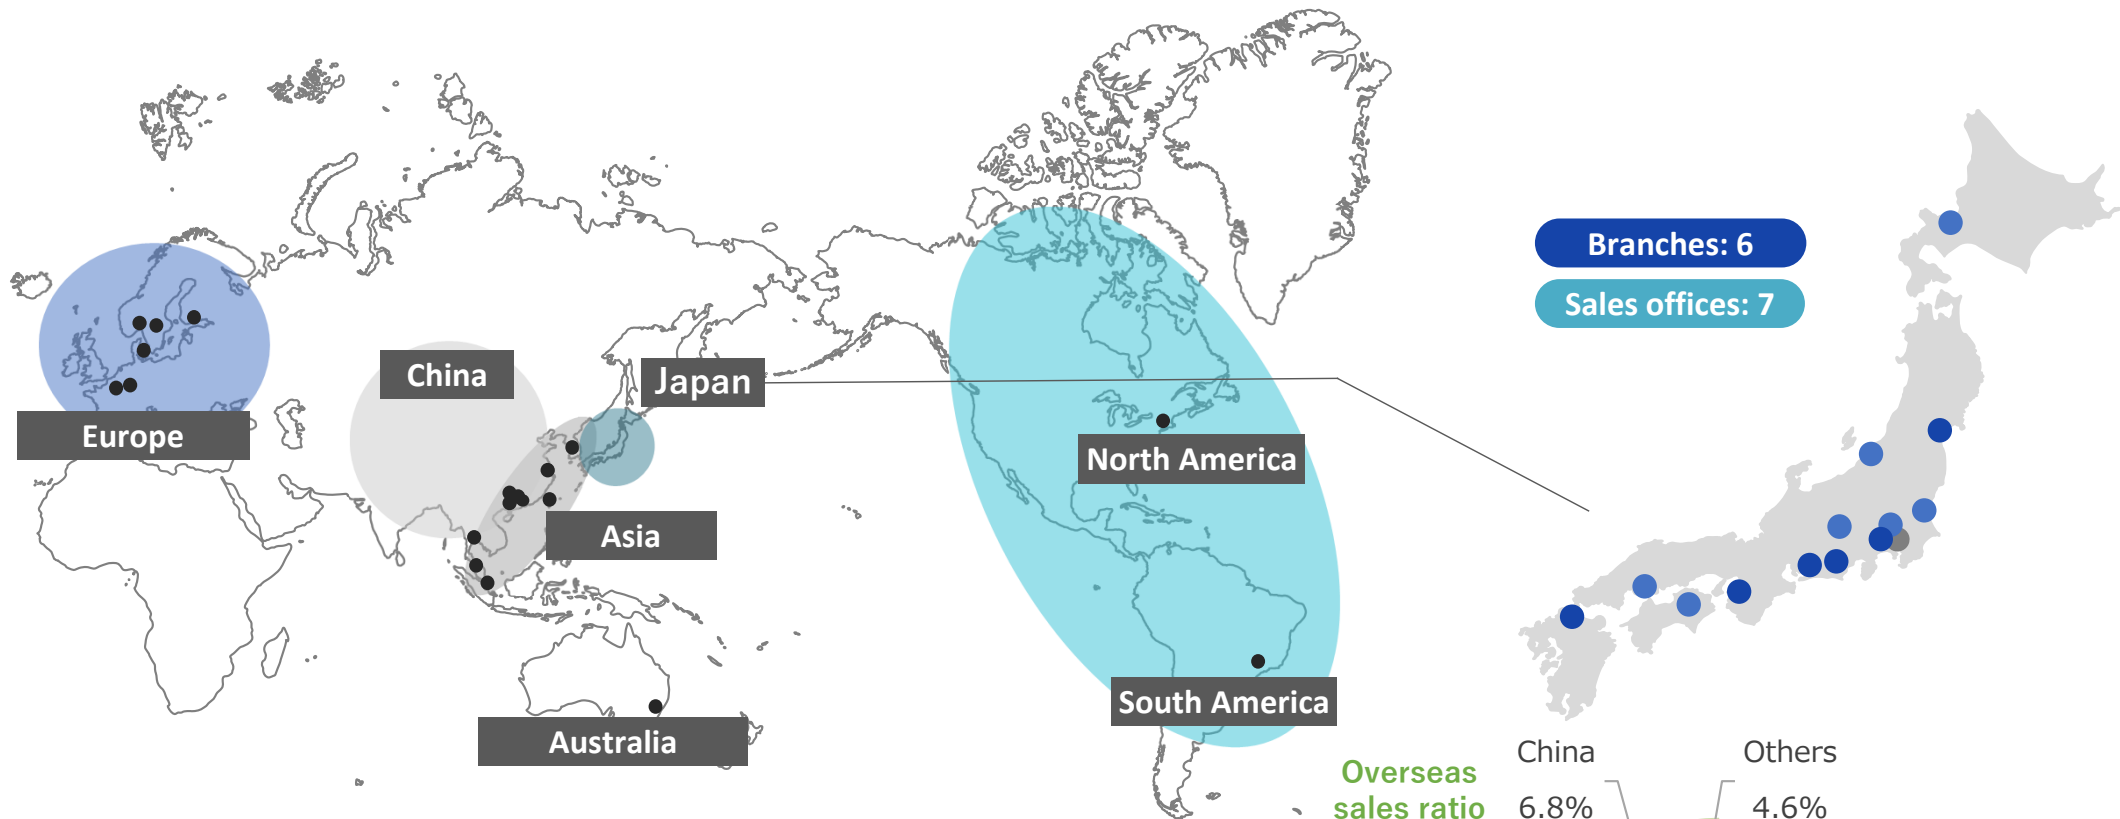 Branches: 6
Sales offices: 7
China
Japan
Europe
North America
Asia
South America
Australia
Overseas
sales ratio
China
6.8%
Others
4.6%